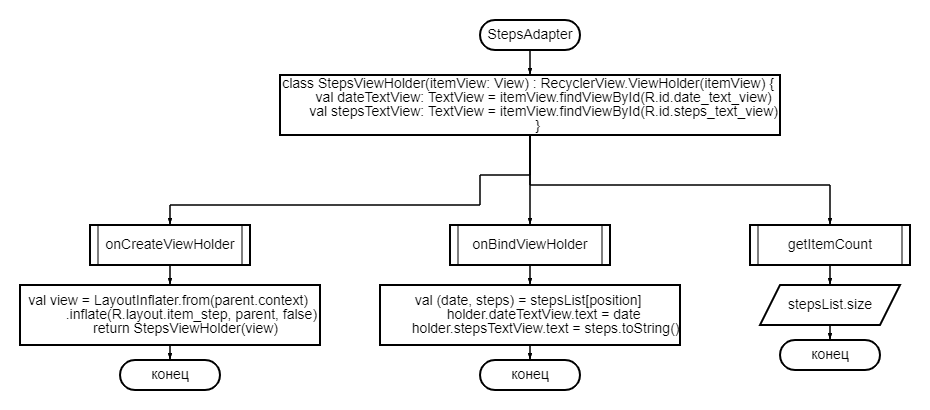 StepsAdapter
class StepsViewHolder(itemView: View) : RecyclerView.ViewHolder(itemView) {
val dateTextView: TextView = itemView.findViewById(R.id.date_text_view)
val stepsTextView: TextView = itemView.findViewById(R.id.steps_text_view)
}
onCreateViewHolder
onBindViewHolder
getItemCount
val view = LayoutInflater.from(parent.context)
.inflate(R.layout.item_step, parent, false)
return StepsViewHolder(view)
val (date, steps) = stepsList[position]
holder.dateTextView.text = date
holder.stepsTextView.text = steps.toString()
stepsList.size
конец
конец
конец